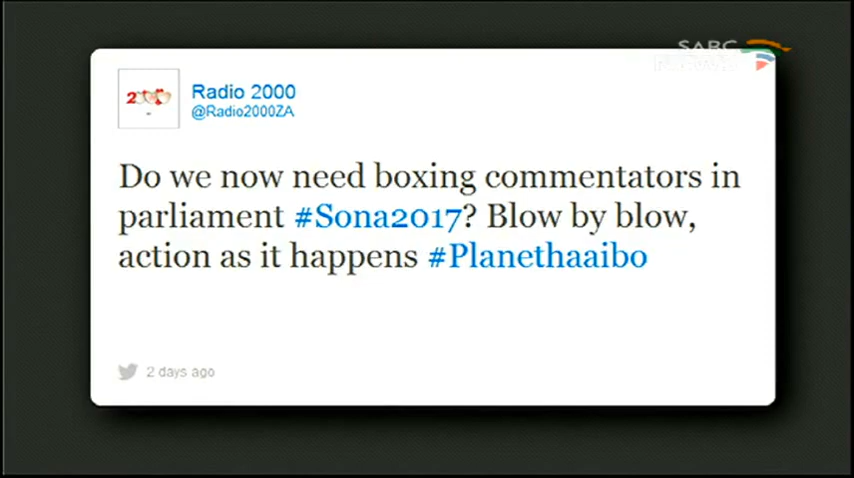 SABC
NEWS
Radio 2000
@Radio2000ZA
Do we now need boxing commentators in
parliament #Sona2017? Blow by blow,
action as it happens #Planethaaibo
2 days ago